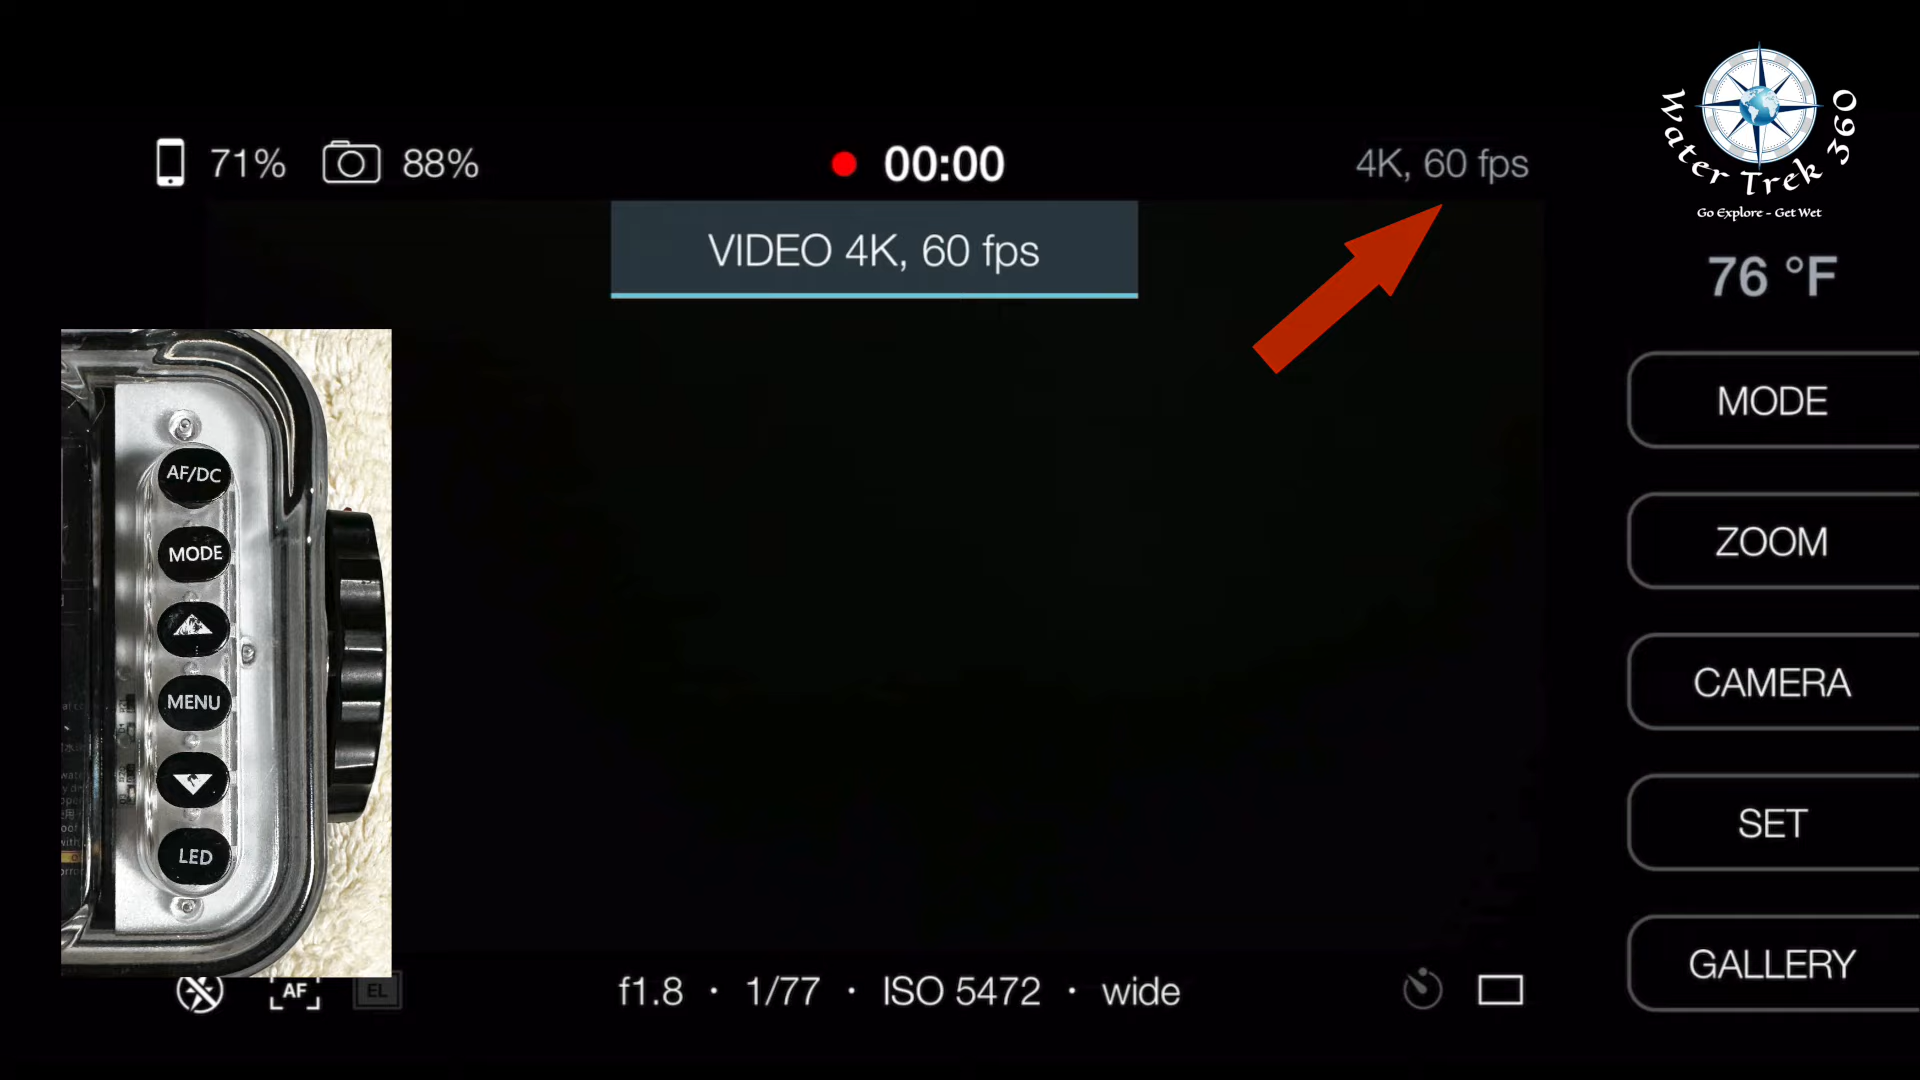 71%
88%
00:00
4K, 60 fps
Water Trek 360
Go Explore - Get Wet
VIDEO 4K, 60 fps
76 °F
MODE
ZOOM
CAMERA
SET
GALLERY
AF/DC
MODE
MENU
LED
AF
EL
f1.8 · 1/77 · ISO 5472 · wide